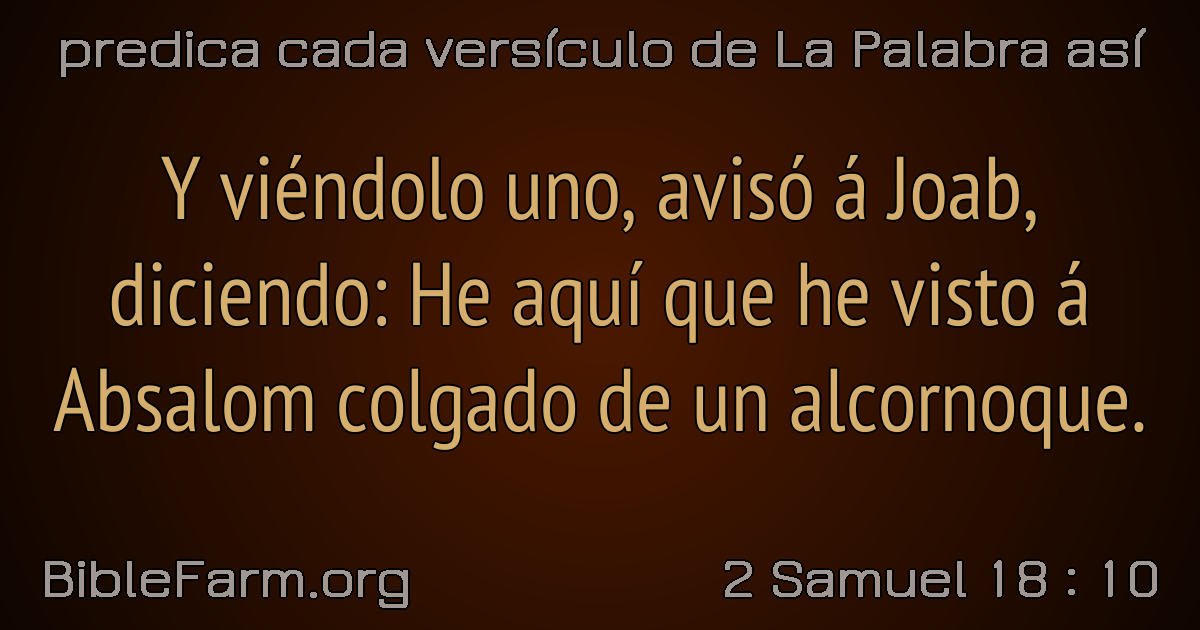 predica cada versículo de La Palabra así
Y viéndolo uno, avisó á Joab,
diciendo: He aquí que he visto á
Absalom colgado de un alcornoque.
BibleFarm.org
2 Samuel 18 : 10